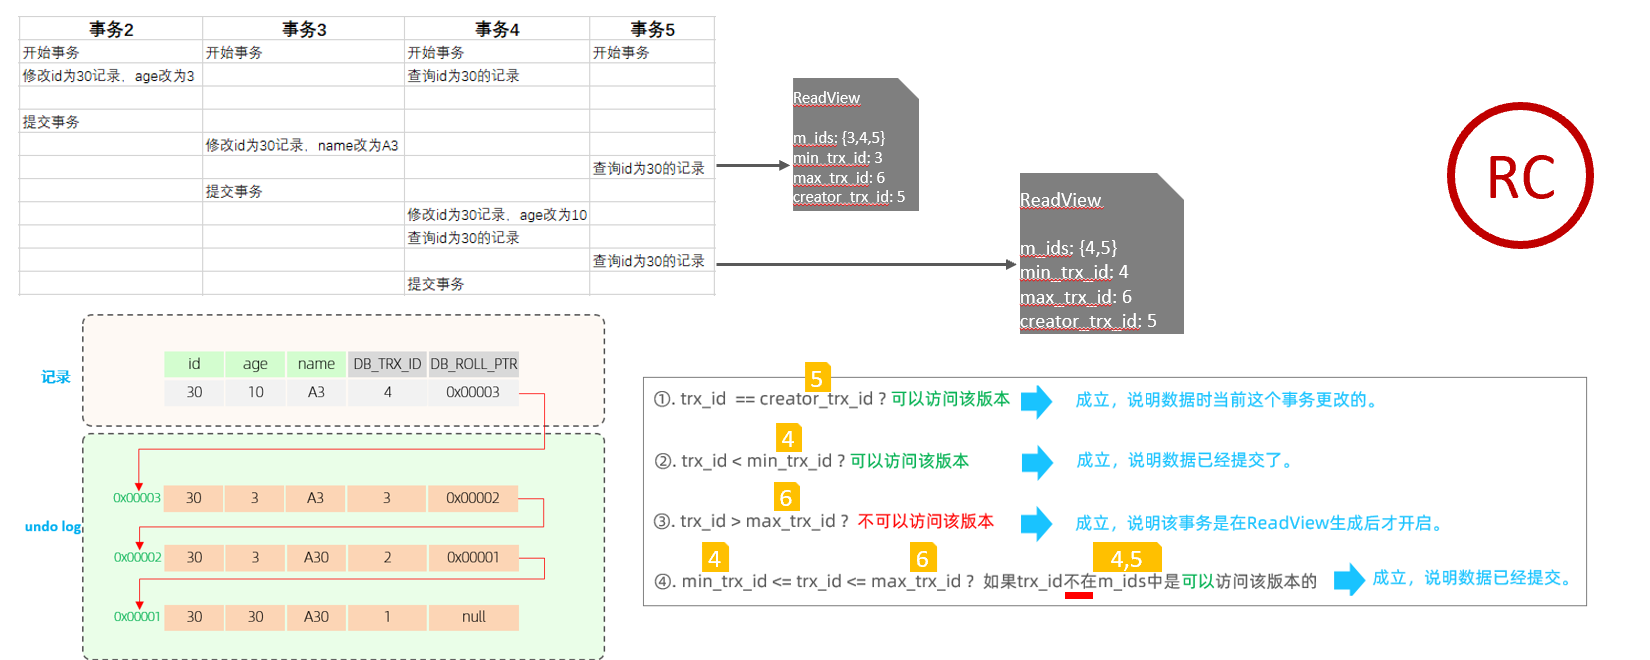 事务2 事务3 事务4 事务5
开始事务 开始事务 开始事务 开始事务
修改id为30记录，age改为3 查询id为30的记录
提交事务
修改id为30记录，name改为A3
查询id为30的记录
提交事务
修改id为30记录，age改为10
查询id为30的记录
查询id为30的记录
提交事务
ReadView
m_ids: {3,4,5}
min_trx_id: 3
max_trx_id: 6
creator_trx_id: 5
ReadView
m_ids: {4,5}
min_trx_id: 4
max_trx_id: 6
creator_trx_id: 5
RC
记录
id age name DB_TRX_ID DB_ROLL_PTR
30 10 A3 4 0x00003
undo log
0x00003 30 3 A3 3 0x00002
0x00002 30 3 A30 2 0x00001
0x00001 30 30 A30 1 null
5
①. trx_id == creator_trx_id ? 可以访问该版本 成立，说明数据时当前这个事务更改的。
4
②. trx_id < min_trx_id ? 可以访问该版本 成立，说明数据已经提交了。
6
③. trx_id > max_trx_id ? 不可以访问该版本 成立，说明该事务是在ReadView生成后才开启。
4 6 4,5
④. min_trx_id <= trx_id <= max_trx_id ? 如果trx_id不在m_ids中是可以访问该版本的 成立，说明数据已经提交。